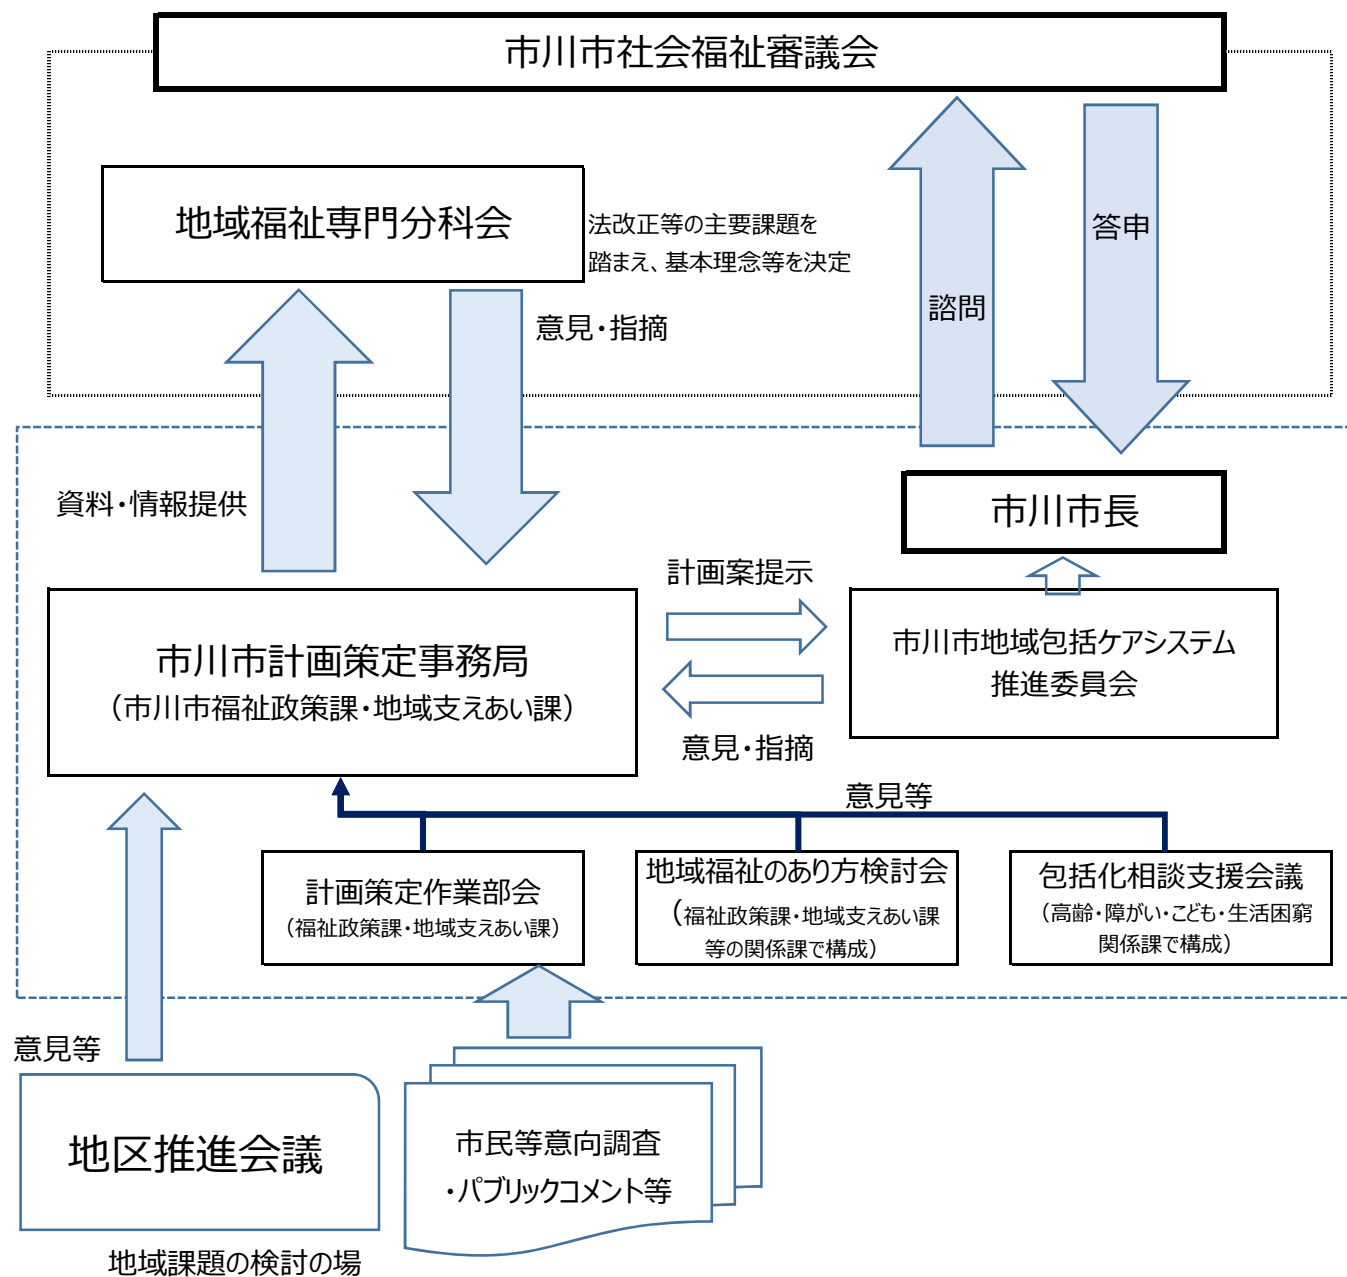 市川市社会福祉審議会
地域福祉専門分科会
法改正等の主要課題を
踏まえ、基本理念等を決定
答申
諮問
意見・指摘
資料・情報提供
市川市長
計画案提示
市川市計画策定事務局
（市川市福祉政策課・地域支えあい課）
市川市地域包括ケアシステム
推進委員会
意見・指摘
意見等
計画策定作業部会
（福祉政策課・地域支えあい課）
地域福祉のあり方検討会
（福祉政策課・地域支えあい課
等の関係課で構成）
包括化相談支援会議
（高齢・障がい・こども・生活困窮
関係課で構成）
意見等
地区推進会議
市民等意向調査
・パブリックコメント等
地域課題の検討の場